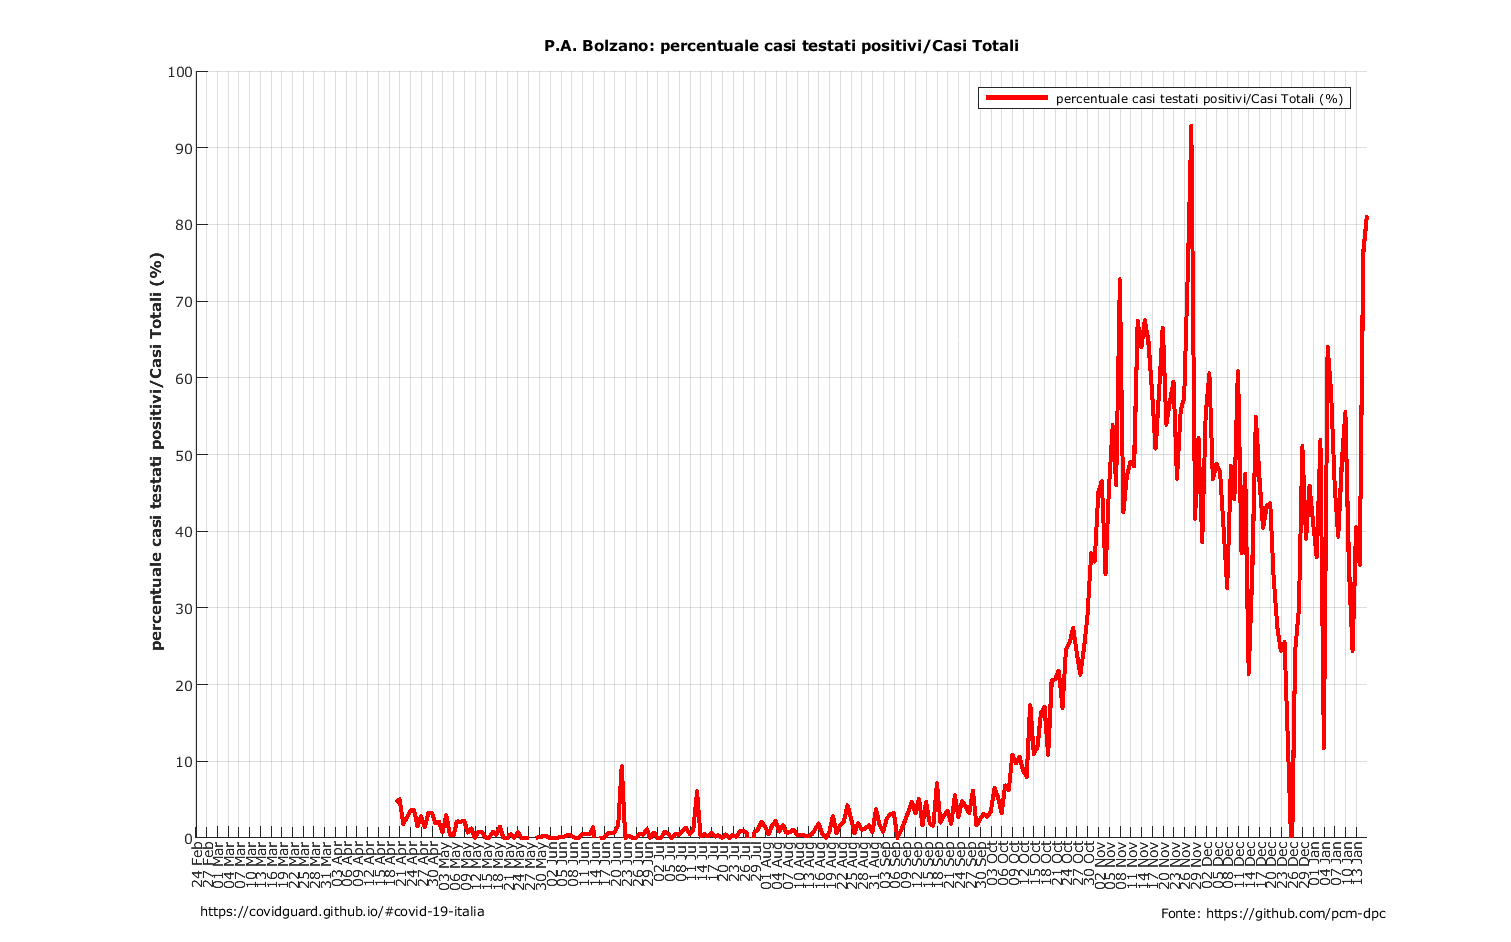 P.A. Bolzano: percentuale casi testati positivi/Casi Totali
percentuale casi testati positivi/Casi Totali (%)
percentuale casi testati positivi/Casi Totali (%)
100
90
80
70
60
50
40
30
20
10
0
24 Feb
27 Feb
01 Mar
04 Mar
07 Mar
10 Mar
13 Mar
16 Mar
19 Mar
22 Mar
25 Mar
28 Mar
31 Mar
03 Apr
06 Apr
09 Apr
12 Apr
15 Apr
18 Apr
21 Apr
24 Apr
27 Apr
30 Apr
03 May
06 May
09 May
12 May
15 May
18 May
21 May
24 May
27 May
30 May
02 Jun
05 Jun
08 Jun
11 Jun
14 Jun
17 Jun
20 Jun
23 Jun
26 Jun
29 Jun
02 Jul
05 Jul
08 Jul
11 Jul
14 Jul
17 Jul
20 Jul
23 Jul
26 Jul
29 Jul
01 Aug
04 Aug
07 Aug
10 Aug
13 Aug
16 Aug
19 Aug
22 Aug
25 Aug
28 Aug
31 Aug
03 Sep
06 Sep
09 Sep
12 Sep
15 Sep
18 Sep
21 Sep
24 Sep
27 Sep
30 Sep
03 Oct
06 Oct
09 Oct
12 Oct
15 Oct
18 Oct
21 Oct
24 Oct
27 Oct
30 Oct
02 Nov
05 Nov
08 Nov
11 Nov
14 Nov
17 Nov
20 Nov
23 Nov
26 Nov
29 Nov
02 Dec
05 Dec
08 Dec
11 Dec
14 Dec
17 Dec
20 Dec
23 Dec
26 Dec
29 Dec
01 Jan
04 Jan
07 Jan
10 Jan
13 Jan
https://covidguard.github.io/#covid-19-italia
Fonte: https://github.com/pcm-dpc